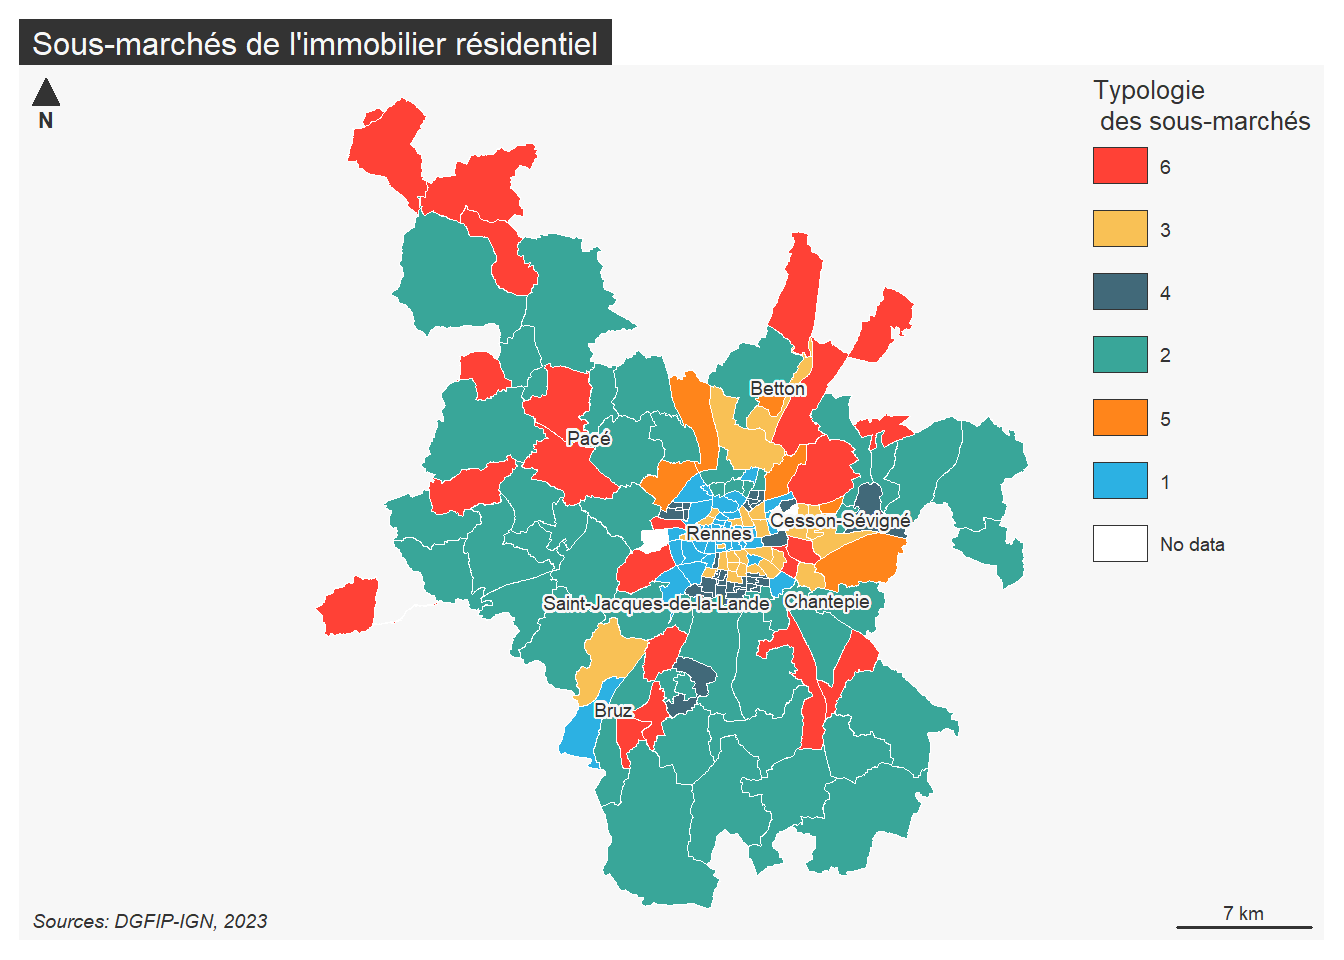 Sous-marchés de l'immobilier résidentiel
N
Typologie
des sous-marchés
6
3
4
2
5
1
No data
Betton
Pacé
Cesson-Sévigné
Rennes
Saint-Jacques-de-la-Lande
Chantepie
Bruz
Sources: DGFIP-IGN, 2023
7 km